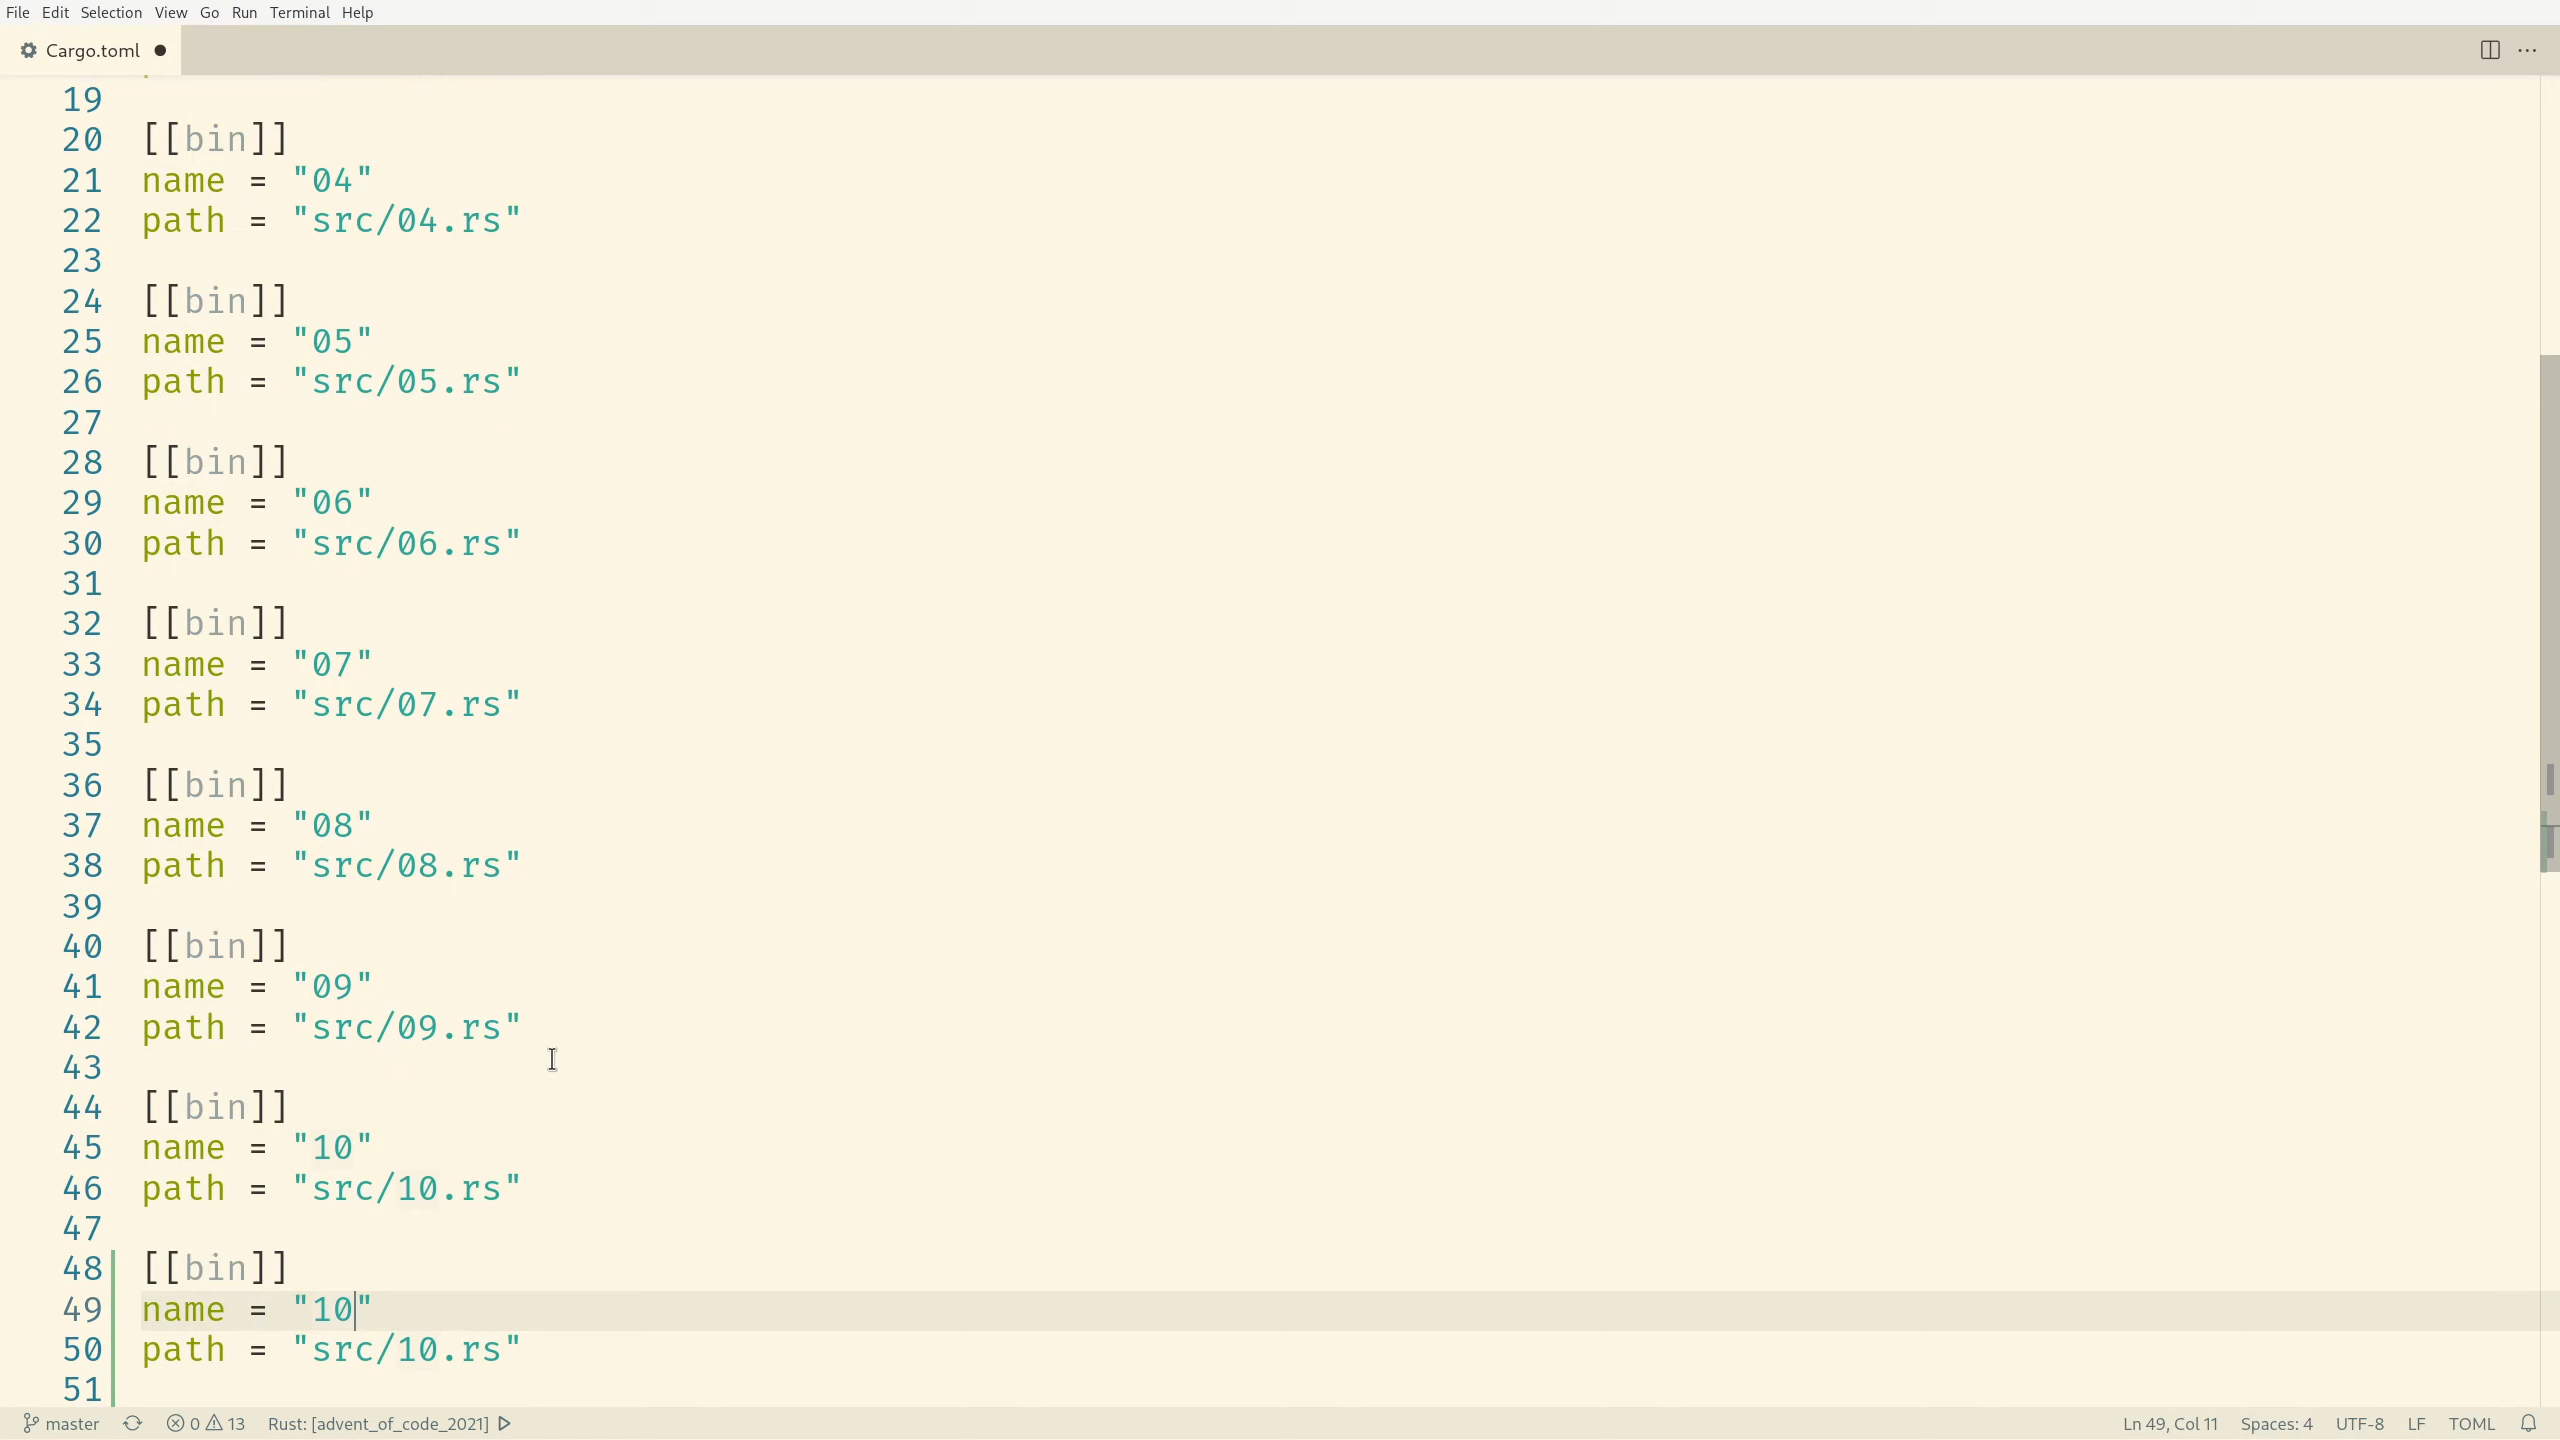 File Edit Selection View Go Run Terminal Help
Cargo.toml
19
20 [[bin]]
21 name = "04"
22 path = "src/04.rs"
23
24 [[bin]]
25 name = "05"
26 path = "src/05.rs"
27
28 [[bin]]
29 name = "06"
30 path = "src/06.rs"
31
32 [[bin]]
33 name = "07"
34 path = "src/07.rs"
35
36 [[bin]]
37 name = "08"
38 path = "src/08.rs"
39
40 [[bin]]
41 name = "09"
42 path = "src/09.rs"
43
44 [[bin]]
45 name = "10"
46 path = "src/10.rs"
47
48 [[bin]]
49 name = "10"
50 path = "src/10.rs"
51
master 0 13 Rust: [advent_of_code_2021] Ln 49, Col 11 Spaces: 4 UTF-8 LF TOML